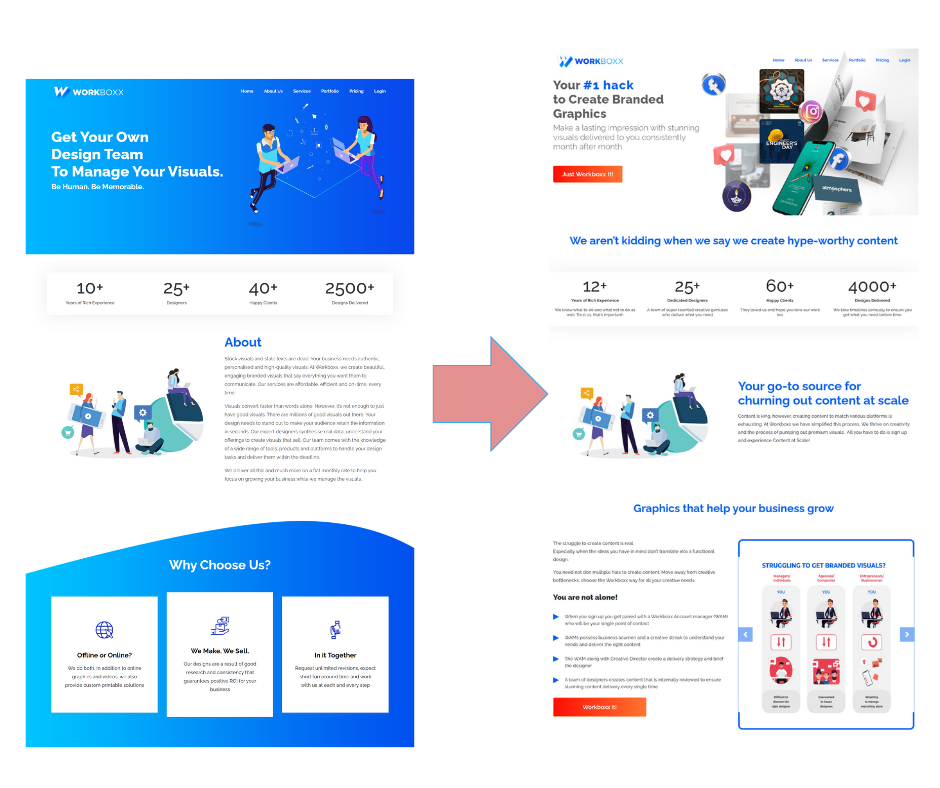 WORKBOXX
Home About Us Services Portfolio Pricing Login
Get Your Own
Design Team
To Manage Your Visuals.
Be Human. Be Memorable.
10+ 25+ 40+ 2500+
Years of Rich Experience Designers Happy Clients Designs Delivered
About
Stock visuals and stale texts are dead! Your business needs authentic,
personalised and high-quality visuals. At Workboxx, we create beautiful,
engaging branded visuals that say everything you want them to
communicate. Our services are affordable, efficient and on-time, every
time.
Visuals convert faster than words alone. However, it's not enough to just
have good visuals. There are millions of good visuals out there. Your
design needs to stand out to make your audience retain the information
in seconds. Our expert designers synthesise real data, understand your
offerings to create visuals that sell. Our team comes with the knowledge
of a wide range of tools, products and platforms to handle your design
tasks and deliver them within the deadline.
We deliver all this and much more on a flat monthly rate to help you
focus on growing your business while we manage the visuals.
Why Choose Us?
Offline or Online?
We do both. In addition to online
graphics and videos, we also
provide custom printable solutions
We Make. We Sell.
Our designs are a result of good
research and consistency that
guarantees positive ROI for your
business
In it Together
Request unlimited revisions, expect
short turnaround time and work
with us at each and every step
WORKBOXX
Home About Us Services Portfolio Pricing Login
Your #1 hack
to Create Branded
Graphics
Make a lasting impression with stunning
visuals delivered to you consistently
month after month.
Just Workboxx It!
ENGINEER'S
DAY
atmosphere
We aren't kidding when we say we create hype-worthy content
12+ 25+ 60+ 4000+
Years of Rich Experience Dedicated Designers Happy Clients Designs Delivered
We know what to do and what not to do as
well. Trust us, that's important!
A team of super talented creative geniuses
who deliver what you need
They loved us and hope you love our work
too.
We take timelines seriously to ensure you
get what you need before time.
Your go-to source for
churning out content at scale
Content is king; however, creating content to match various platforms is
exhausting. At Workboxx we have simplified this process. We thrive on creativity
and the process of pumping out premium visuals. All you have to do is sign up
and experience Content at Scale!
Graphics that help your business grow
The struggle to create content is real.
Especially when the ideas you have in mind don't translate into a functional
design.
You need not don multiple hats to create content. Move away from creative
bottlenecks, choose the Workboxx way for all your creative needs
You are not alone!
When you sign up you get paired with a Workboxx Account manager (WAM)
who will be your single point of contact
WAMs possess business acumen and a creative streak to understand your
needs and deliver the right content
The WAM along with Creative Director create a delivery strategy and brief
the designer
A team of designers creates content that is internally reviewed to ensure
stunning content delivery every single time
Workboxx It!
STRUGGLING TO GET BRANDED VISUALS?
Managers/
Individuals
Agencies/
Companies
Entrepreneurs/
Businesses
YOU YOU YOU
Difficult to
discover the
right designer
Overworked
in-house
designers
Struggling
to manage
everything alone